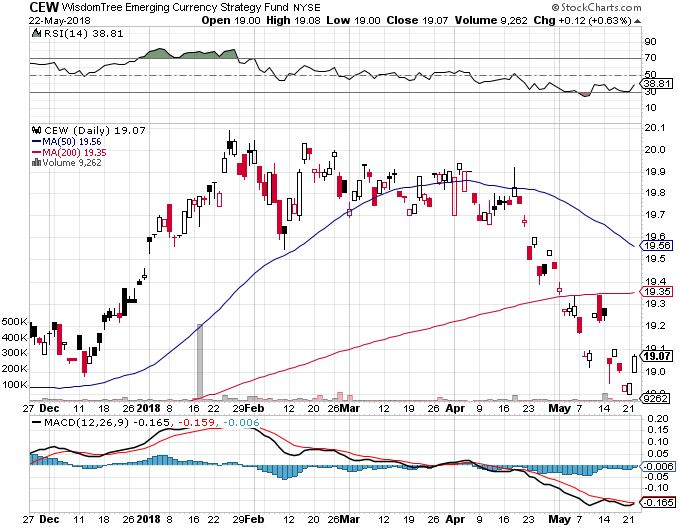 CEW WisdomTree Emerging Currency Strategy Fund NYSE
© StockCharts.com
22-May-2018
Open 19.00 High 19.08 Low 19.00 Close 19.07 Volume 9,262 Chg +0.12 (+0.63%) ▲
RSI(14) 38.81
90
70
50
38.81
30
10
CEW (Daily) 19.07
MA(50) 19.56
MA(200) 19.35
Volume 9,262
20.1
20.0
19.9
19.8
19.7
19.6
19.56
19.5
19.4
19.35
19.3
19.2
19.1
19.07
19.0
9262
500K
400K
300K
200K
100K
27 Dec 11 18 26 2018 8 16 22 29 Feb 12 20 26 Mar 12 19 26 Apr 9 16 23 May 7 14 21
MACD(12,26,9) -0.165, -0.159, -0.006
0.20
0.15
0.10
0.05
-0.006
-0.05
-0.10
-0.165
27 Dec 11 18 26 2018 8 16 22 29 Feb 12 20 26 Mar 12 19 26 Apr 9 16 23 May 7 14 21